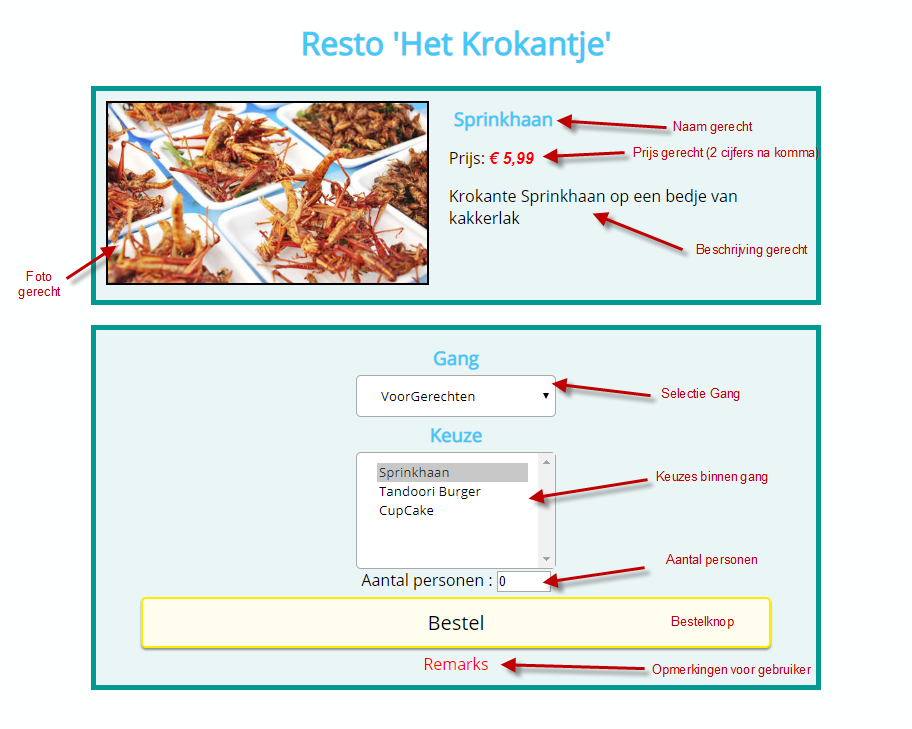 Resto 'Het Krokantje'
Sprinkhaan
Naam gerecht
Prijs: € 5,99
Prijs gerecht (2 cijfers na komma)
Krokante Sprinkhaan op een bedje van
kakkerlak
Beschrijving gerecht
Foto
gerecht
Gang
VoorGerechten
Selectie Gang
Keuze
Sprinkhaan
Tandoori Burger
CupCake
Keuzes binnen gang
Aantal personen : 0
Aantal personen
Bestel
Bestelknop
Remarks
Opmerkingen voor gebruiker